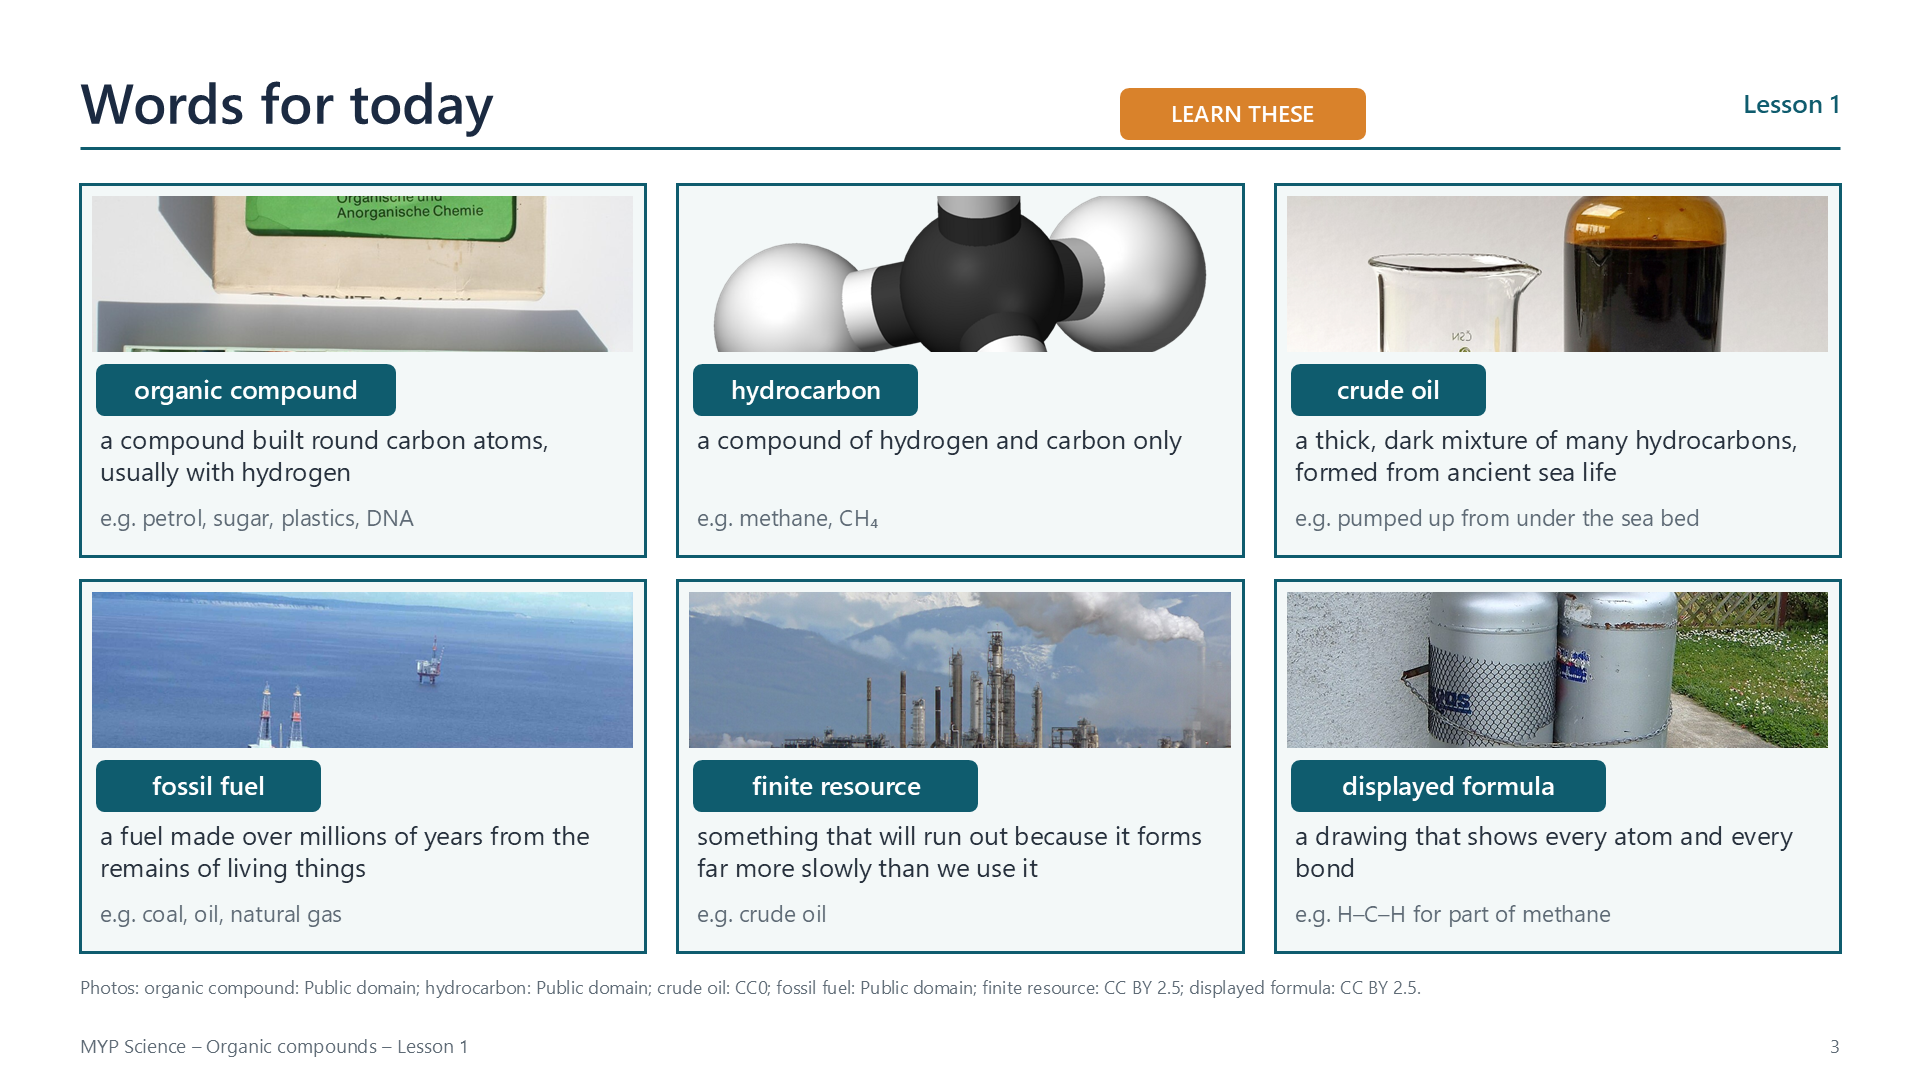 Words for today
LEARN THESE
Lesson 1
Organische und
Anorganische Chemie
organic compound
a compound built round carbon atoms,
usually with hydrogen
e.g. petrol, sugar, plastics, DNA
hydrocarbon
a compound of hydrogen and carbon only
e.g. methane, CH₄
crude oil
a thick, dark mixture of many hydrocarbons,
formed from ancient sea life
e.g. pumped up from under the sea bed
fossil fuel
a fuel made over millions of years from the
remains of living things
e.g. coal, oil, natural gas
finite resource
something that will run out because it forms
far more slowly than we use it
e.g. crude oil
gas
displayed formula
a drawing that shows every atom and every
bond
e.g. H–C–H for part of methane
Photos: organic compound: Public domain; hydrocarbon: Public domain; crude oil: CC0; fossil fuel: Public domain; finite resource: CC BY 2.5; displayed formula: CC BY 2.5.
MYP Science – Organic compounds – Lesson 1
3